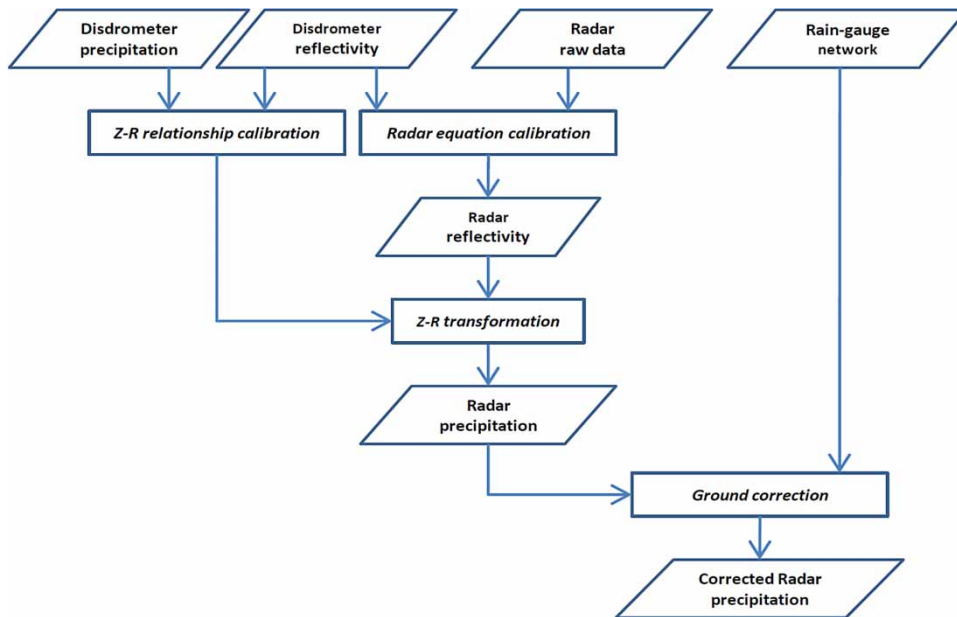 Disdrometer
precipitation
Disdrometer
reflectivity
Radar
raw data
Rain-gauge
network
Z-R relationship calibration
Radar equation calibration
Radar
reflectivity
Z-R transformation
Radar
precipitation
Ground correction
Corrected Radar
precipitation